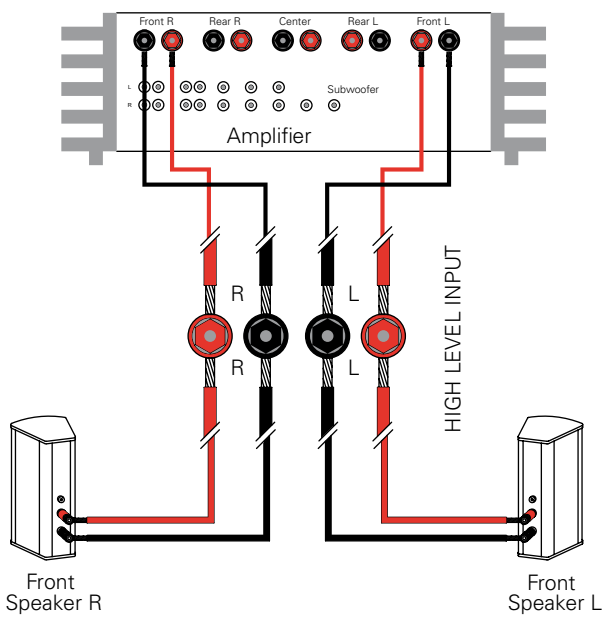 Front R
Rear R
Center
Rear L
Front L
L
R
Subwoofer
Amplifier
R
L
R
L
HIGH LEVEL INPUT
Front
Speaker R
Front
Speaker L